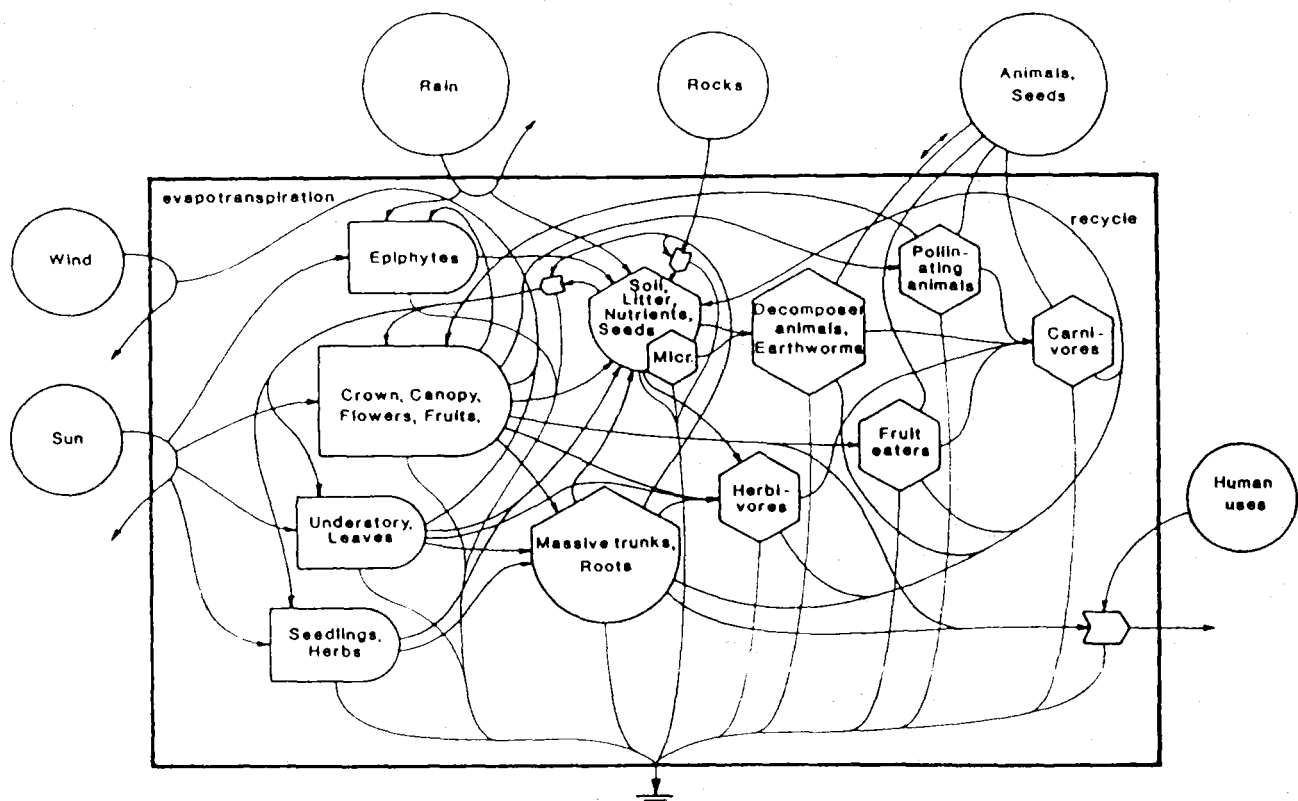 Rain
Rocks
Animals,
Seeds
evapotranspiration
recycle
Wind
Epiphytes
Pollin-
ating
animals
Soil,
Litter,
Nutrients,
Seeds
Micr.
Decomposer
animals,
Earthworms
Carni-
vores
Crown, Canopy,
Flowers, Fruits,
Sun
Fruit
eaters
Herbi-
vores
Human
uses
Understory,
Leaves
Massive trunks,
Roots
Seedlings,
Herbs